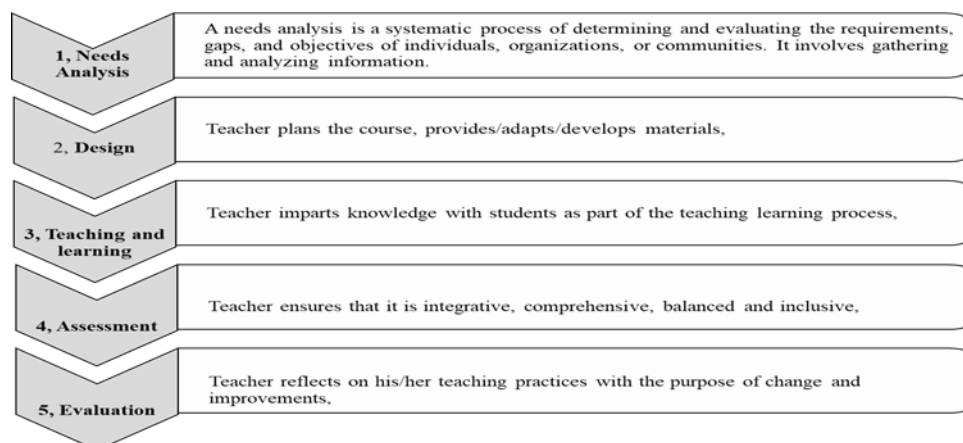 1, Needs
Analysis
A needs analysis is a systematic process of determining and evaluating the requirements,
gaps, and objectives of individuals, organizations, or communities. It involves gathering
and analyzing information.
2, Design
Teacher plans the course, provides/adapts/develops materials,
3, Teaching and
learning
Teacher imparts knowledge with students as part of the teaching learning process,
4, Assessment
Teacher ensures that it is integrative, comprehensive, balanced and inclusive,
5, Evaluation
Teacher reflects on his/her teaching practices with the purpose of change and
improvements,